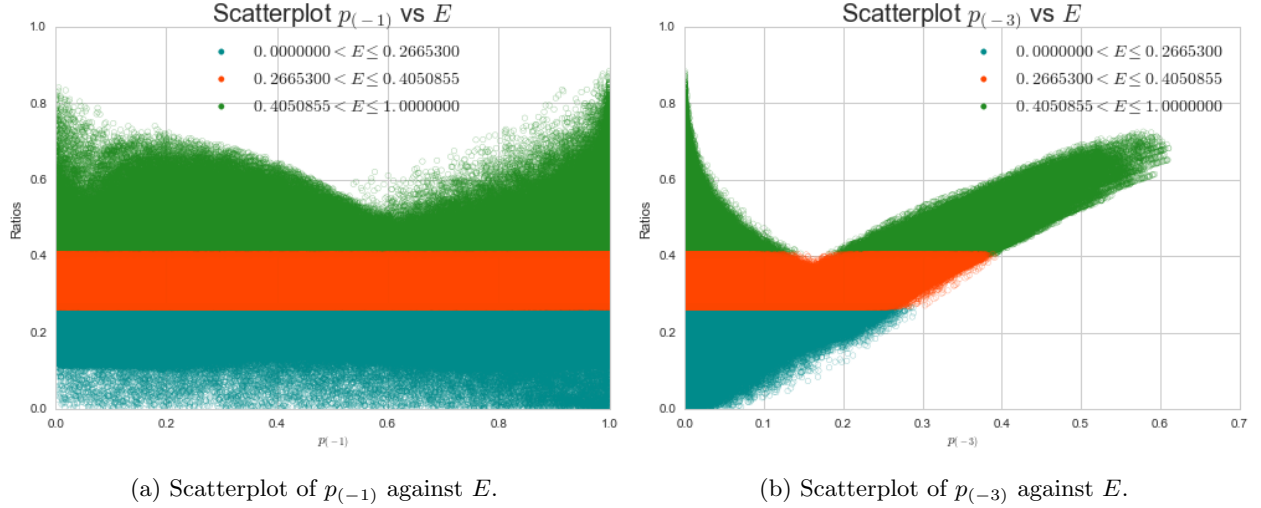 Scatterplot p(−1) vs E
1.0
0.8
0.6
0.4
0.2
0.0
Ratios
0.0000000 < E ≤ 0.2665300
0.2665300 < E ≤ 0.4050855
0.4050855 < E ≤ 1.0000000
0.0 0.2 0.4 0.6 0.8 1.0
p(−1)
(a) Scatterplot of p(−1) against E.
Scatterplot p(−3) vs E
1.0
0.8
0.6
0.4
0.2
0.0
Ratios
0.0000000 < E ≤ 0.2665300
0.2665300 < E ≤ 0.4050855
0.4050855 < E ≤ 1.0000000
0.0 0.1 0.2 0.3 0.4 0.5 0.6 0.7
p(−3)
(b) Scatterplot of p(−3) against E.